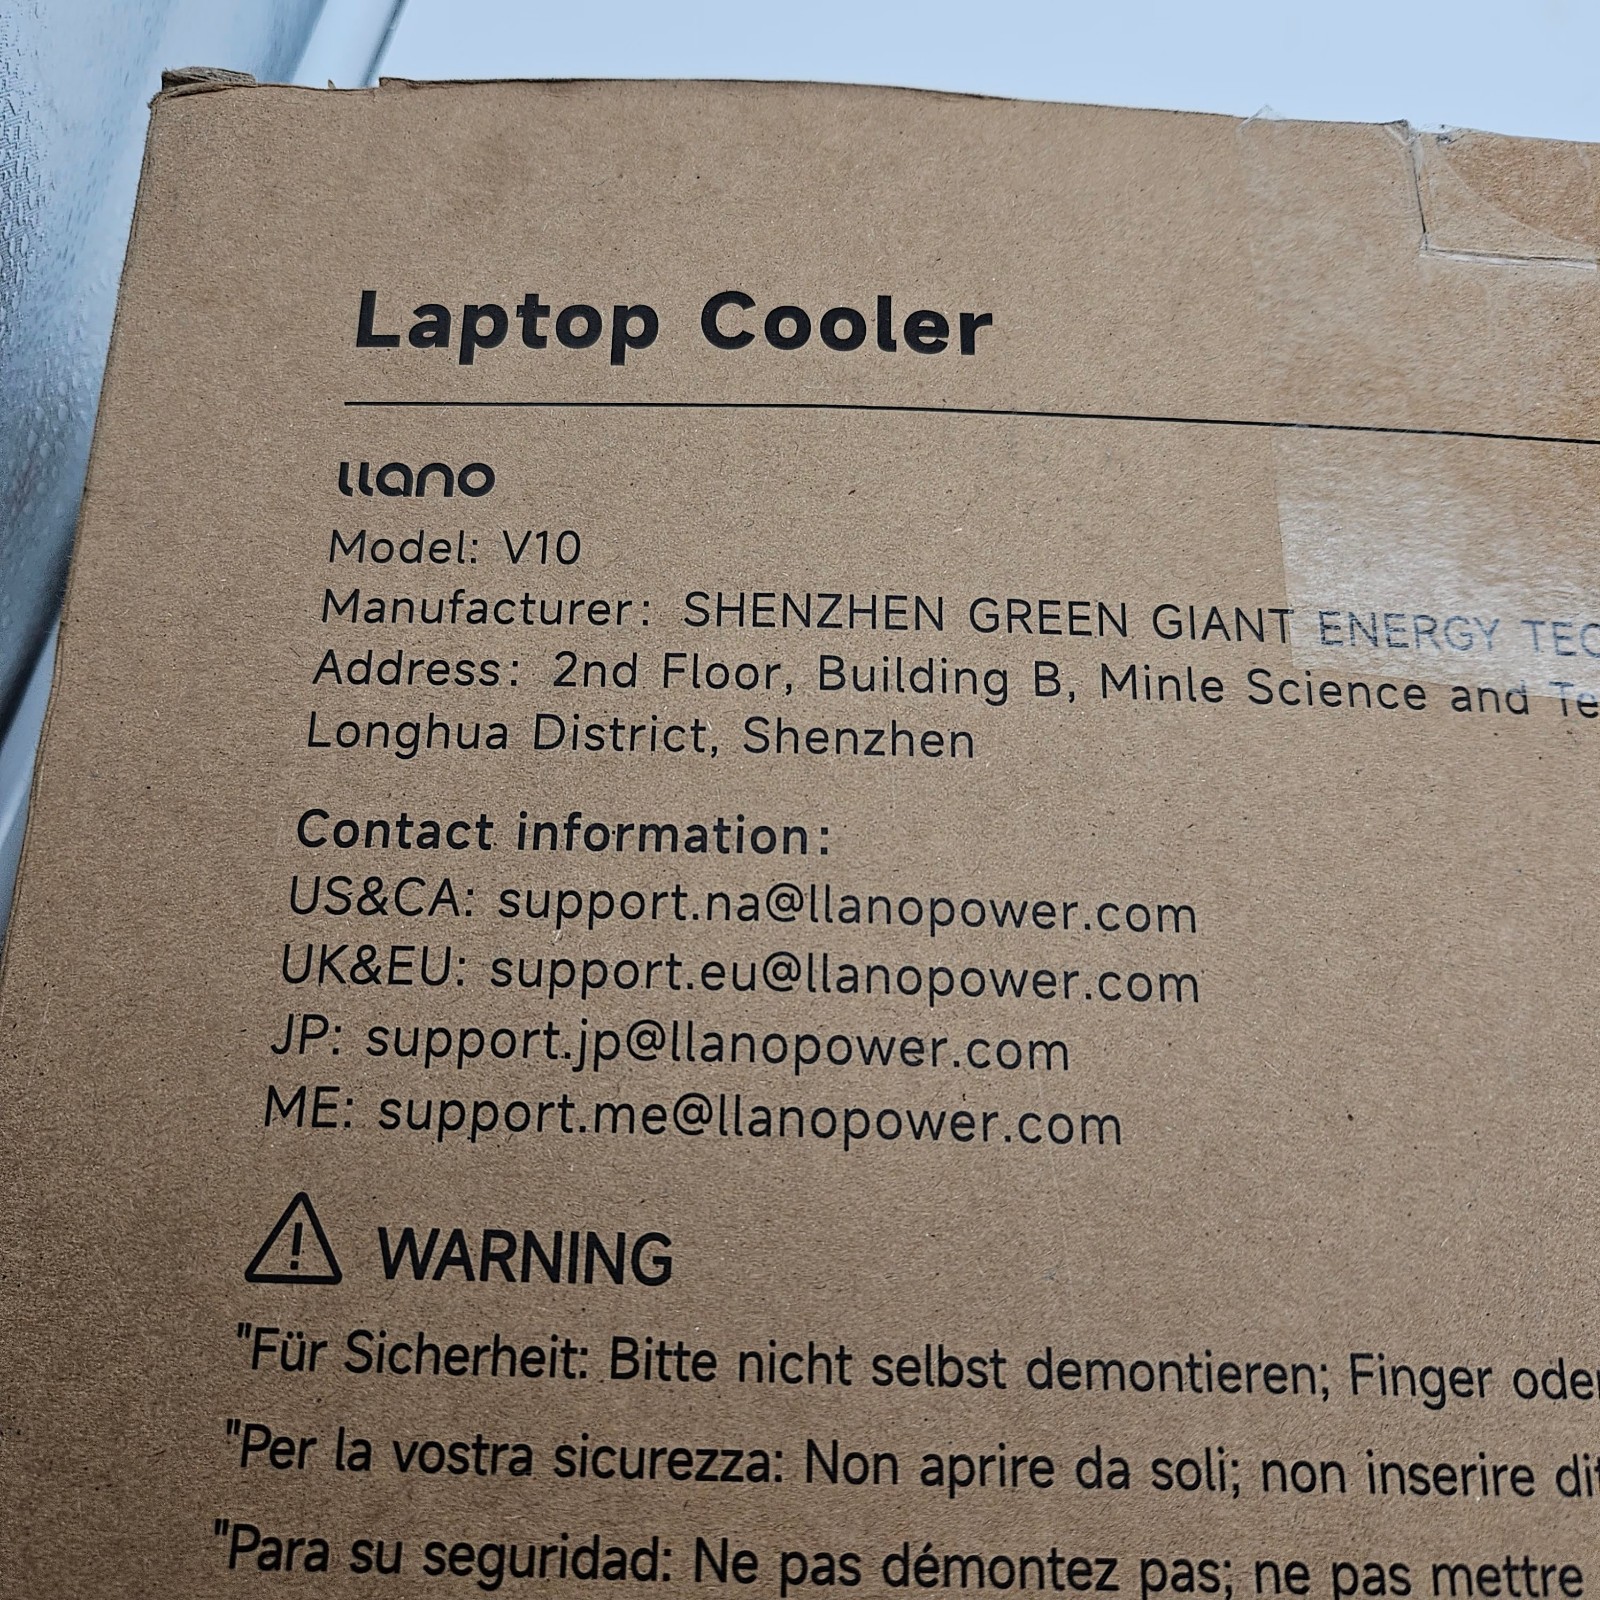 Laptop Cooler
llano
Model: V10
Manufacturer: SHENZHEN GREEN GIANT ENERGY
Address: 2nd Floor, Building B, Minle Science and
Longhua District, Shenzhen
Contact information:
US&CA: support.na@llanopower.com
UK&EU: support.eu@llanopower.com
JP: support.jp@llanopower.com
ME: support.me@llanopower.com
WARNING
"Für Sicherheit: Bitte nicht selbst demontieren; Finger
"Per la vostra sicurezza: Non aprire da soli; non inserire
"Para su seguridad: Ne pas démontez pas; ne pas mettre